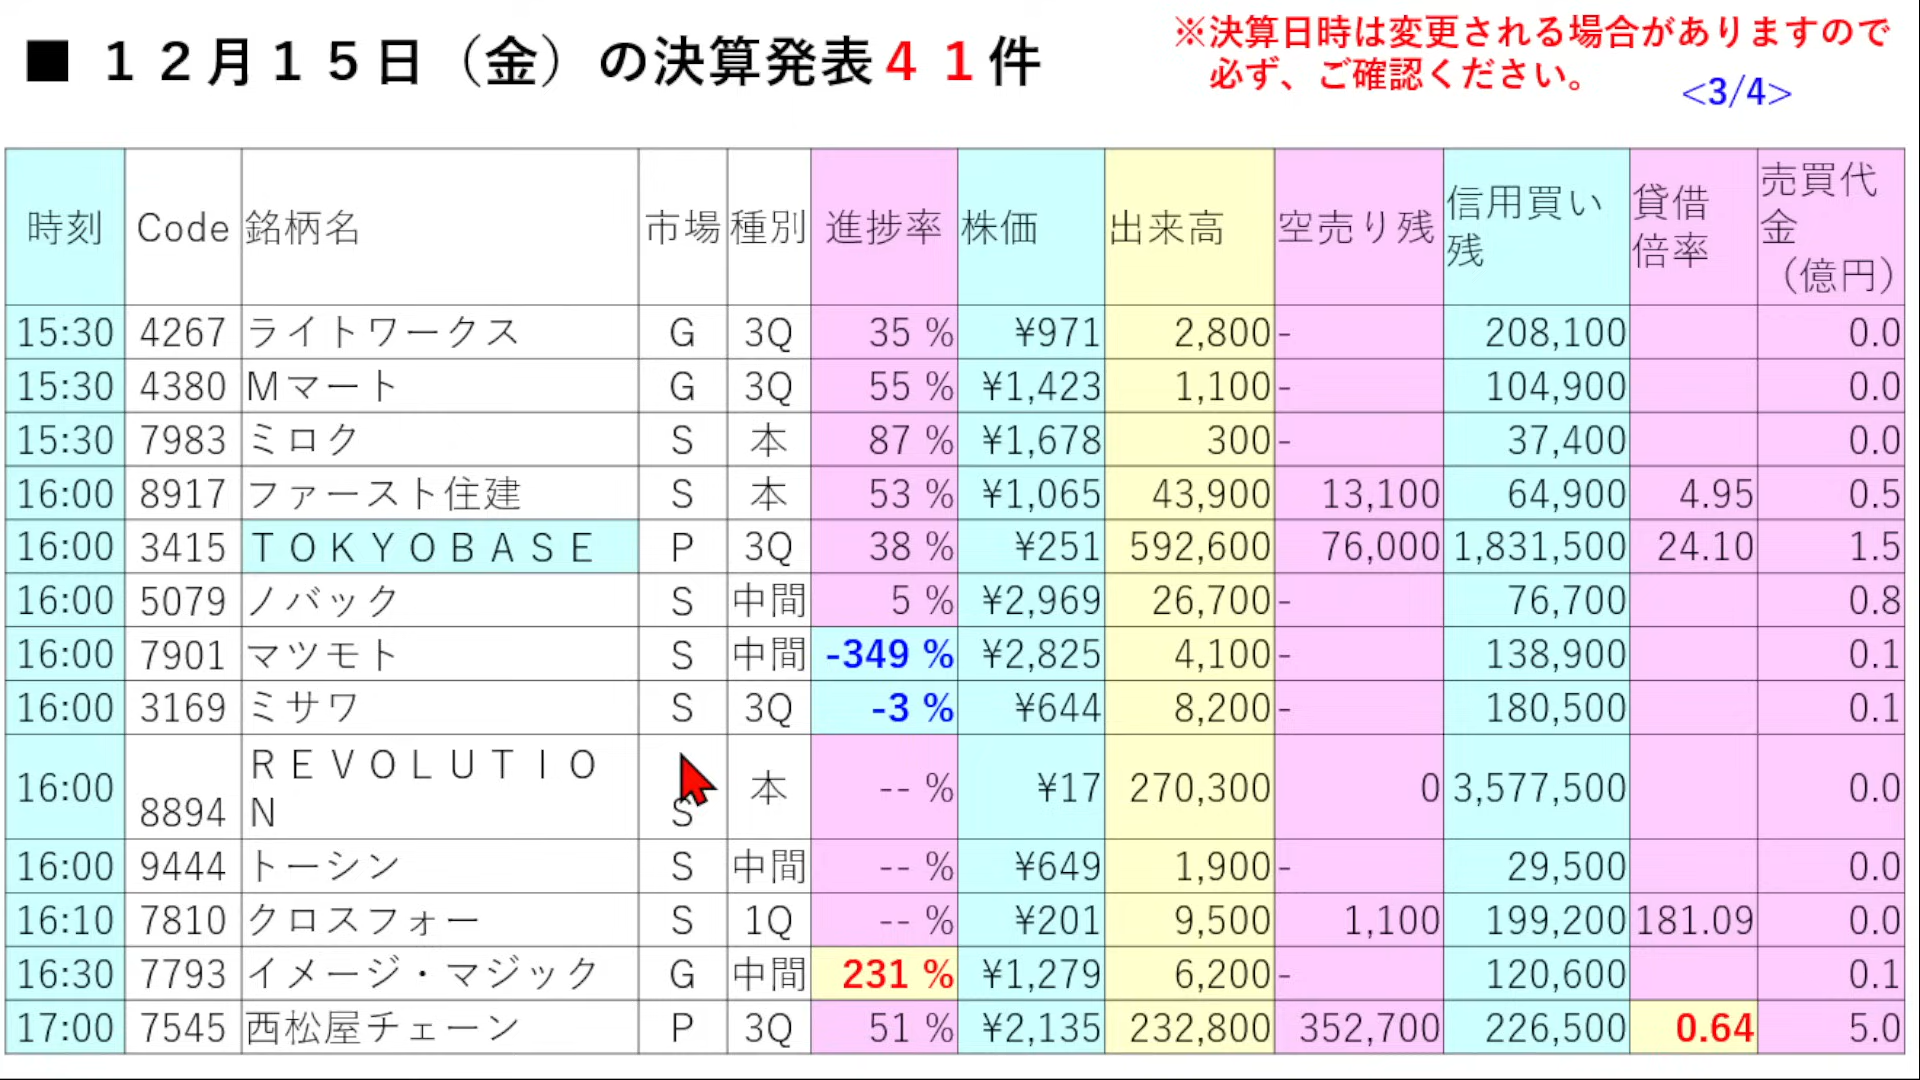 ■ １２月１５日（金）の決算発表４１件
※決算日時は変更される場合がありますので
必ず、ご確認ください。
<3/4>
時刻 Code 銘柄名 市場 種別 進捗率 株価 出来高 空売り残 信用買い残 貸借倍率 売買代金（億円）
15:30 4267 ライトワークス G 3Q 35 % ¥971 2,800 - 208,100 0.0
15:30 4380 Ｍマート G 3Q 55 % ¥1,423 1,100 - 104,900 0.0
15:30 7983 ミロク S 本 87 % ¥1,678 300 - 37,400 0.0
16:00 8917 ファースト住建 S 本 53 % ¥1,065 43,900 13,100 64,900 4.95 0.5
16:00 3415 ＴＯＫＹＯＢＡＳＥ P 3Q 38 % ¥251 592,600 76,000 1,831,500 24.10 1.5
16:00 5079 ノバック S 中間 5 % ¥2,969 26,700 - 76,700 0.8
16:00 7901 マツモト S 中間 -349 % ¥2,825 4,100 - 138,900 0.1
16:00 3169 ミサワ S 3Q -3 % ¥644 8,200 - 180,500 0.1
16:00 8894 ＲＥＶＯＬＵＴＩＯＮ S 本 -- % ¥17 270,300 0 3,577,500 0.0
16:00 9444 トーシン S 中間 -- % ¥649 1,900 - 29,500 0.0
16:10 7810 クロスフォー S 1Q -- % ¥201 9,500 1,100 199,200 181.09 0.0
16:30 7793 イメージ・マジック G 中間 231 % ¥1,279 6,200 - 120,600 0.1
17:00 7545 西松屋チェーン P 3Q 51 % ¥2,135 232,800 352,700 226,500 0.64 5.0